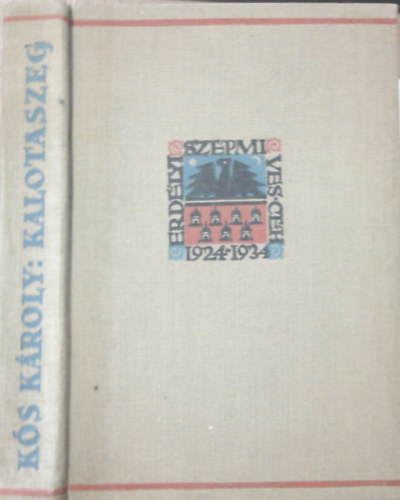 KÓS KÁROLY: KALOTASZEG
ERDÉLYI
SZÉPMI
VES·CÉH
1924-1934